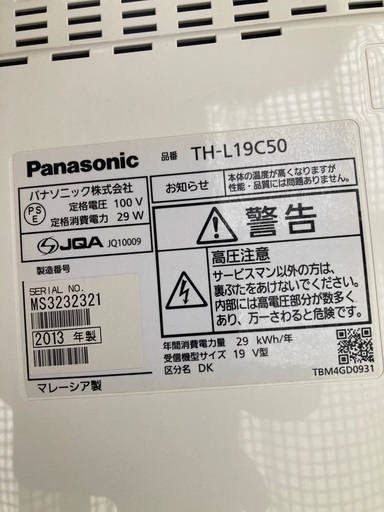 Panasonic 品番 TH-L19C50
パナソニック株式会社
定格電圧 100 V
定格消費電力 29 W
PS
E
JQA JQ10009
製造番号
SERIAL NO.
MS3232321
2013 年製
マレーシア製
お知らせ
本体の温度が高くなりますが
性能・品質には問題ありません。
警告
高圧注意
サービスマン以外の方は、
裏ぶたをあけないでください。
内部には高電圧部分が数多く
あり、万一さわると危険です。
年間消費電力量 29 kWh/年
受信機型サイズ 19 V型
区分名 DK
TBM4GD0931